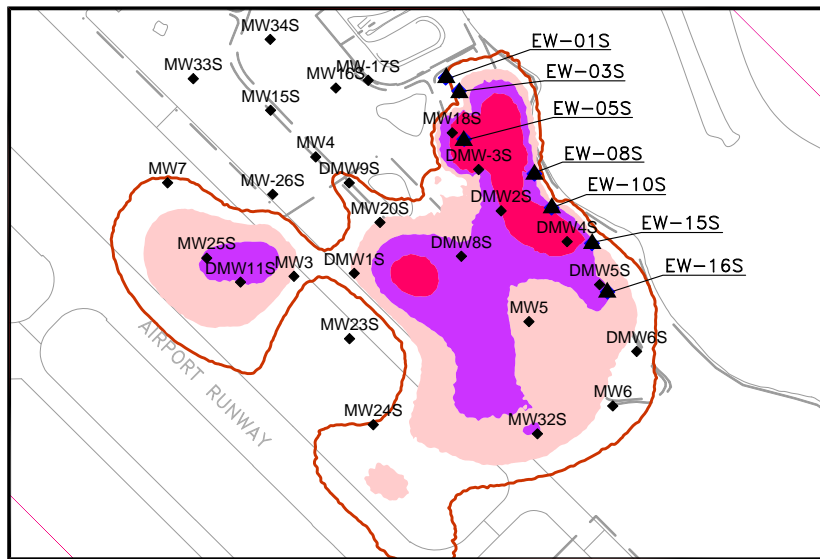 MW34S
EW-01S
MW33S
MW-17S
MW16S
EW-03S
MW15S
EW-05S
MW18S
MW4
DMW-3S
EW-08S
MW7
DMW9S
MW-26S
DMW2S
EW-10S
MW20S
DMW4S
EW-15S
MW25S
DMW8S
DMW11S
MW3
DMW1S
DMW5S
EW-16S
MW5
MW23S
DMW6S
AIRPORT RUNWAY
MW6
MW24S
MW32S